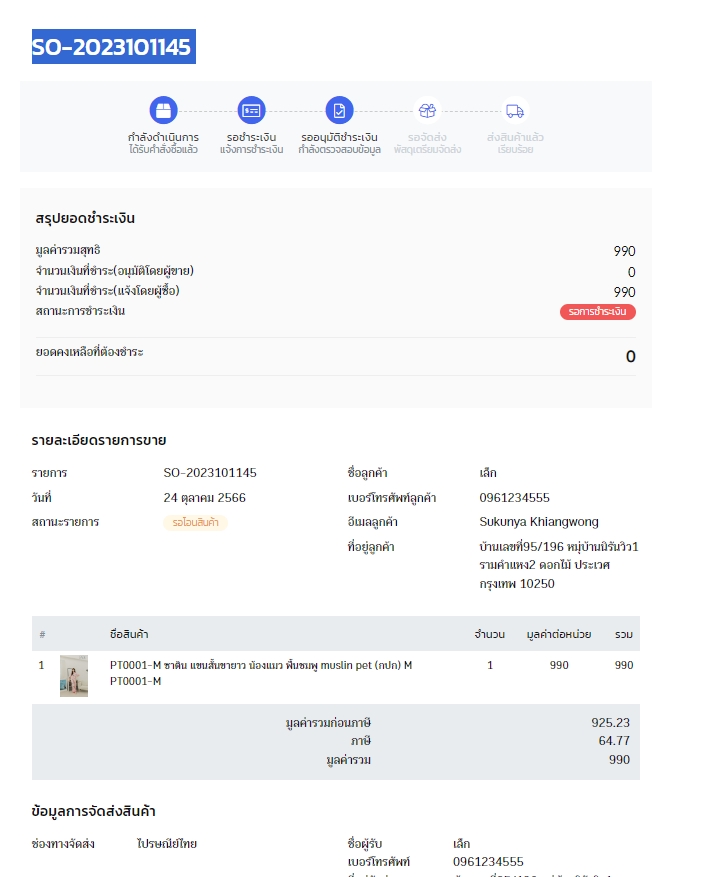 SO-2023101145
กำลังดำเนินการ
ได้รับคำสั่งซื้อแล้ว
รอชำระเงิน
แจ้งการชำระเงิน
รออนุมัติชำระเงิน
กำลังตรวจสอบข้อมูล
รอจัดส่ง
พัสดุเตรียมจัดส่ง
ส่งสินค้าแล้ว
เรียบร้อย
สรุปยอดชำระเงิน
มูลค่ารวมสุทธิ 990
จำนวนเงินที่ชำระ(อนุมัติโดยผู้ขาย) 0
จำนวนเงินที่ชำระ(แจ้งโดยผู้ซื้อ) 990
สถานะการชำระเงิน รอการชำระเงิน
ยอดคงเหลือที่ต้องชำระ 0
รายละเอียดรายการขาย
รายการ SO-2023101145
วันที่ 24 ตุลาคม 2566
สถานะรายการ รอโอนสินค้า
ชื่อลูกค้า เล็ก
เบอร์โทรศัพท์ลูกค้า 0961234555
อีเมลลูกค้า Sukunya Khiangwong
ที่อยู่ลูกค้า บ้านเลขที่95/196 หมุ่บ้านนิรันวิว1
รามคำแหง2 ดอกไม้ ประเวศ
กรุงเทพ 10250
# ชื่อสินค้า จำนวน มูลค่าต่อหน่วย รวม
1 PT0001-M ซาติน แขนสั้นขายาว น้องแมว พื้นชมพู muslin pet (กปก) M 1 990 990
PT0001-M
มูลค่ารวมก่อนภาษี 925.23
ภาษี 64.77
มูลค่ารวม 990
ข้อมูลการจัดส่งสินค้า
ช่องทางจัดส่ง ไปรษณีย์ไทย
ชื่อผู้รับ เล็ก
เบอร์โทรศัพท์ 0961234555